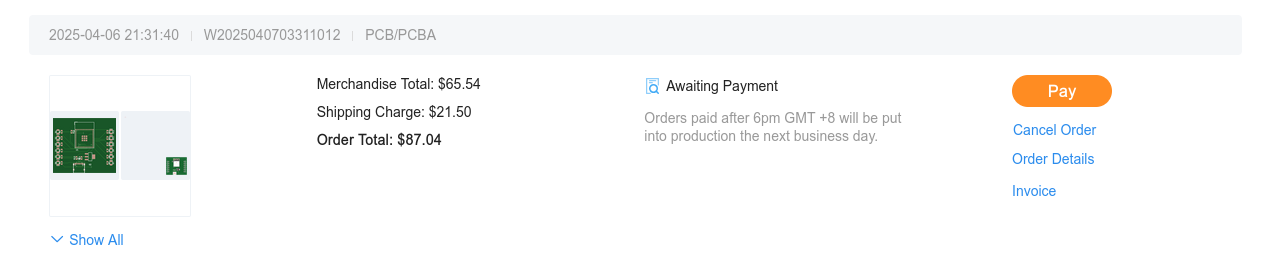 2025-04-06 21:31:40 | W2025040703311012 | PCB/PCBA
Merchandise Total: $65.54
Shipping Charge: $21.50
Order Total: $87.04
Awaiting Payment
Orders paid after 6pm GMT +8 will be put
into production the next business day.
Pay
Cancel Order
Order Details
Invoice
Show All